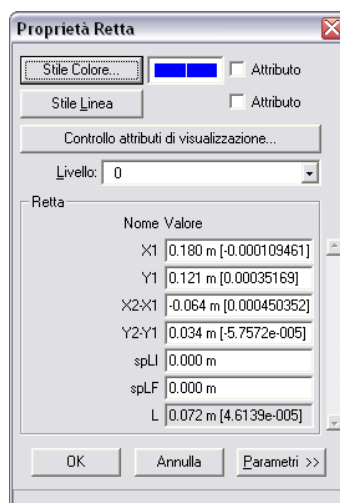 Proprietà Retta
Stile Colore... Attributo
Stile Linea Attributo
Controllo attributi di visualizzazione...
Livello: 0
Retta
Nome Valore
X1 0.180 m [-0.000109461]
Y1 0.121 m [0.00035169]
X2-X1 -0.064 m [0.000450352]
Y2-Y1 0.034 m [-5.7572e-005]
spLI 0.000 m
spLF 0.000 m
L 0.072 m [4.6139e-005]
OK Annulla Parametri >>